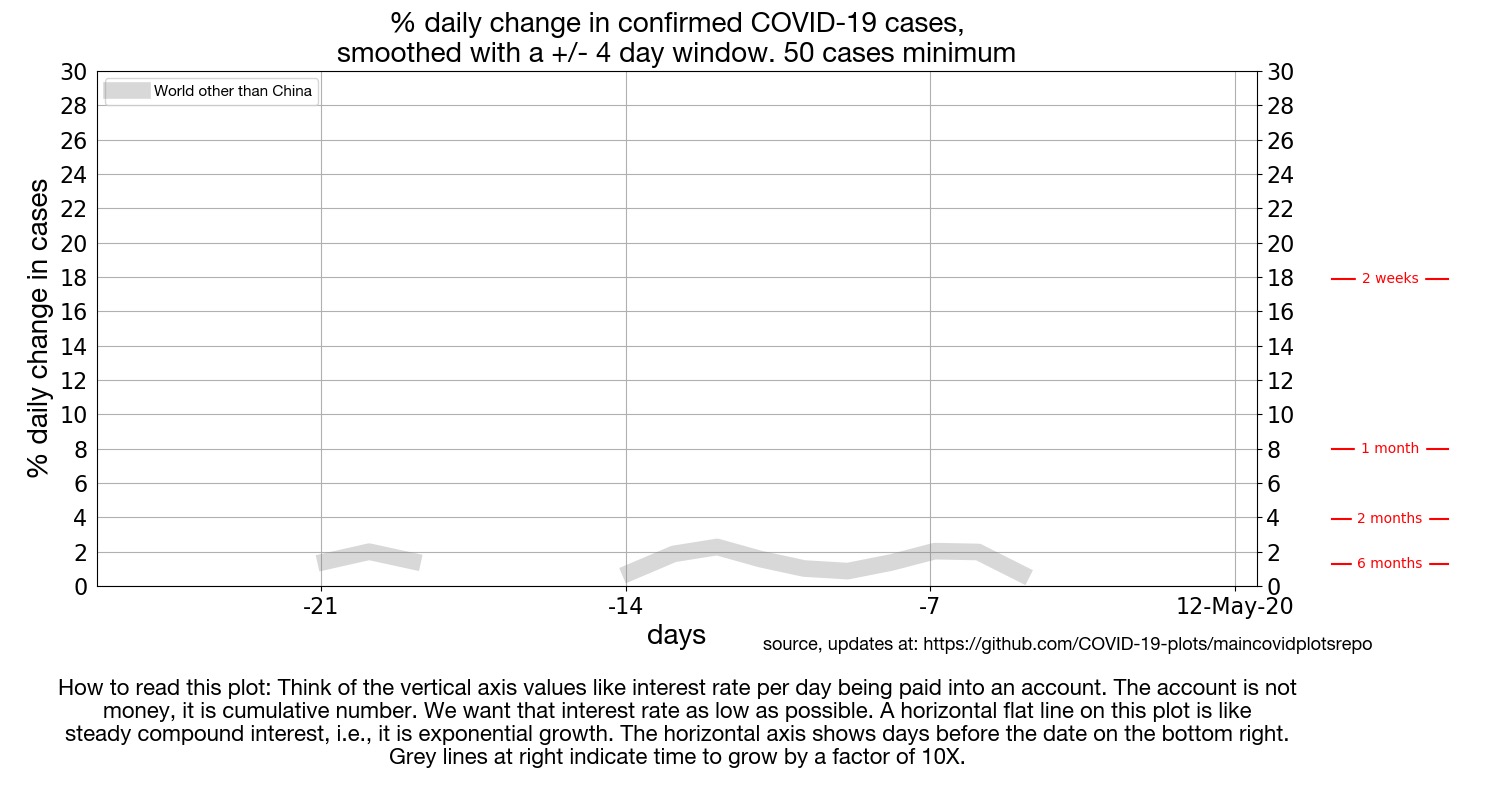 % daily change in confirmed COVID-19 cases,
smoothed with a +/- 4 day window. 50 cases minimum
World other than China
% daily change in cases
30
28
26
24
22
20
18
16
14
12
10
8
6
4
2
0
30
28
26
24
22
20
18
16
14
12
10
8
6
4
2
0
2 weeks
1 month
2 months
6 months
-21
-14
-7
12-May-20
days
source, updates at: https://github.com/COVID-19-plots/maincovidplotsrepo
How to read this plot: Think of the vertical axis values like interest rate per day being paid into an account. The account is not
money, it is cumulative number. We want that interest rate as low as possible. A horizontal flat line on this plot is like
steady compound interest, i.e., it is exponential growth. The horizontal axis shows days before the date on the bottom right.
Grey lines at right indicate time to grow by a factor of 10X.